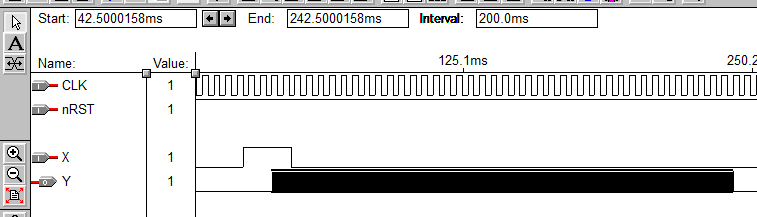 Start: 42.5000158ms End: 242.5000158ms Interval: 200.0ms
125.1ms 250.2
Name: Value:
CLK 1
nRST 1
X 1
Y 1